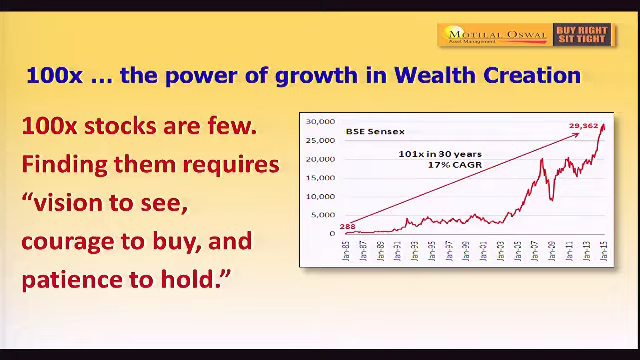 MOTILAL OSWAL
Asset Management
BUY RIGHT
SIT TIGHT
100x ... the power of growth in Wealth Creation
100x stocks are few.
Finding them requires
“vision to see,
courage to buy, and
patience to hold.”
BSE Sensex
101x in 30 years
17% CAGR
29,862
288
30,000
25,000
20,000
15,000
10,000
5,000
0
Jan-85
Jan-87
Jan-89
Jan-91
Jan-93
Jan-95
Jan-97
Jan-99
Jan-01
Jan-03
Jan-05
Jan-07
Jan-09
Jan-11
Jan-13
Jan-15